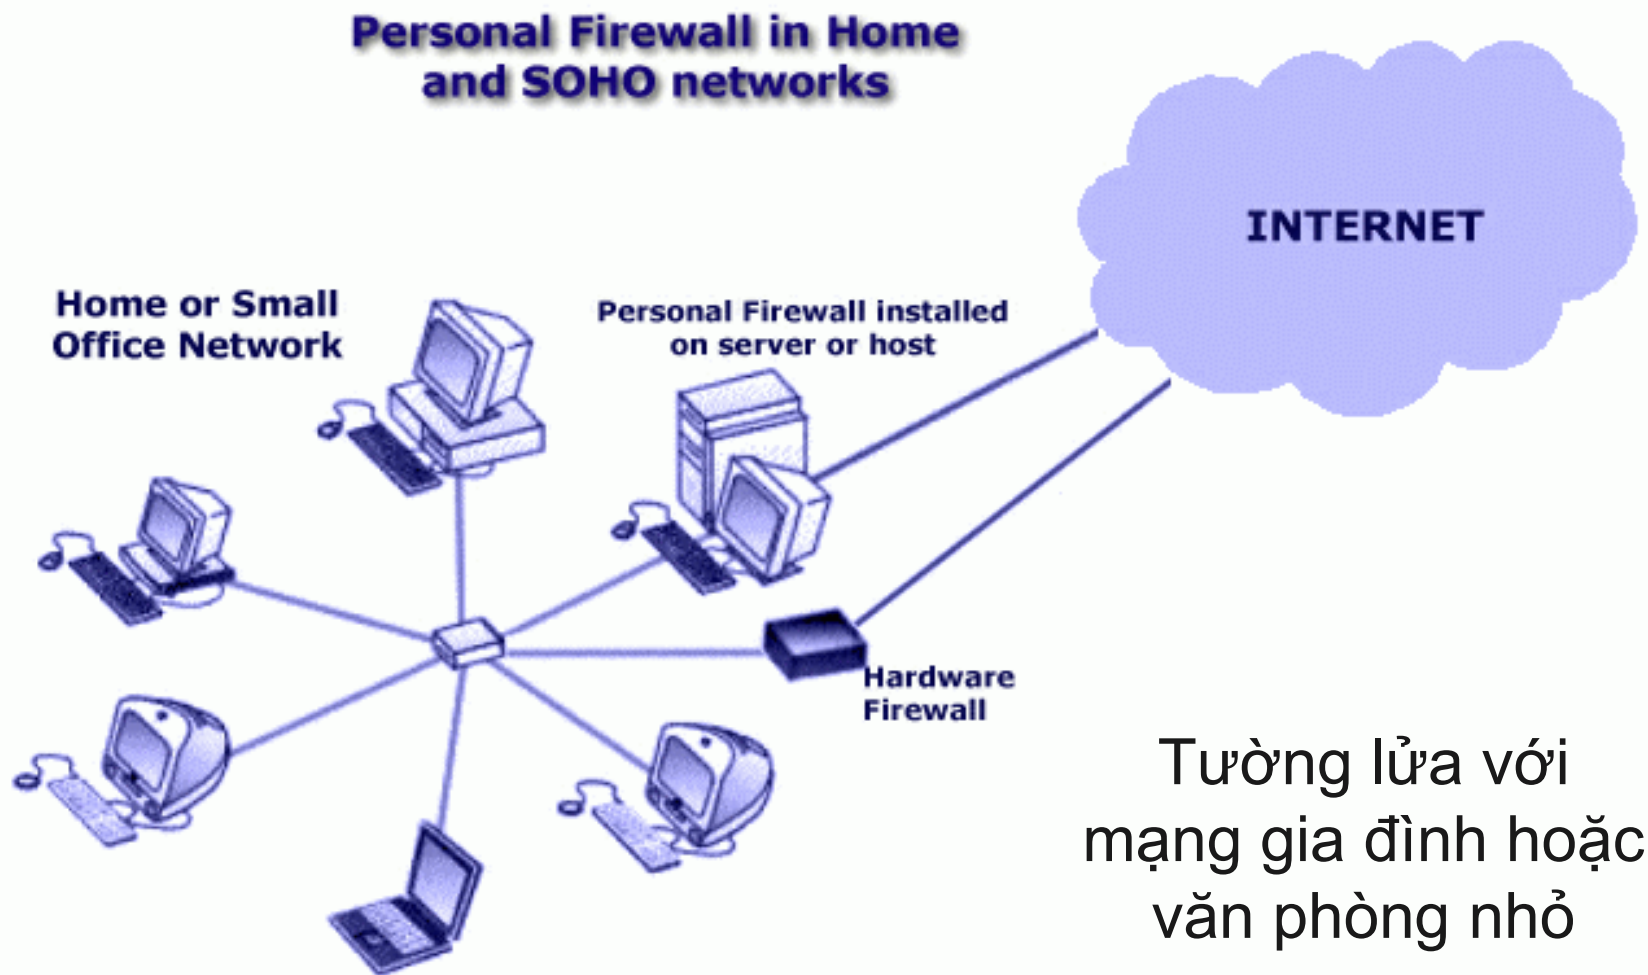 Personal Firewall in Home
and SOHO networks
INTERNET
Home or Small
Office Network
Personal Firewall installed
on server or host
Hardware
Firewall
Tường lửa với
mạng gia đình hoặc
văn phòng nhỏ